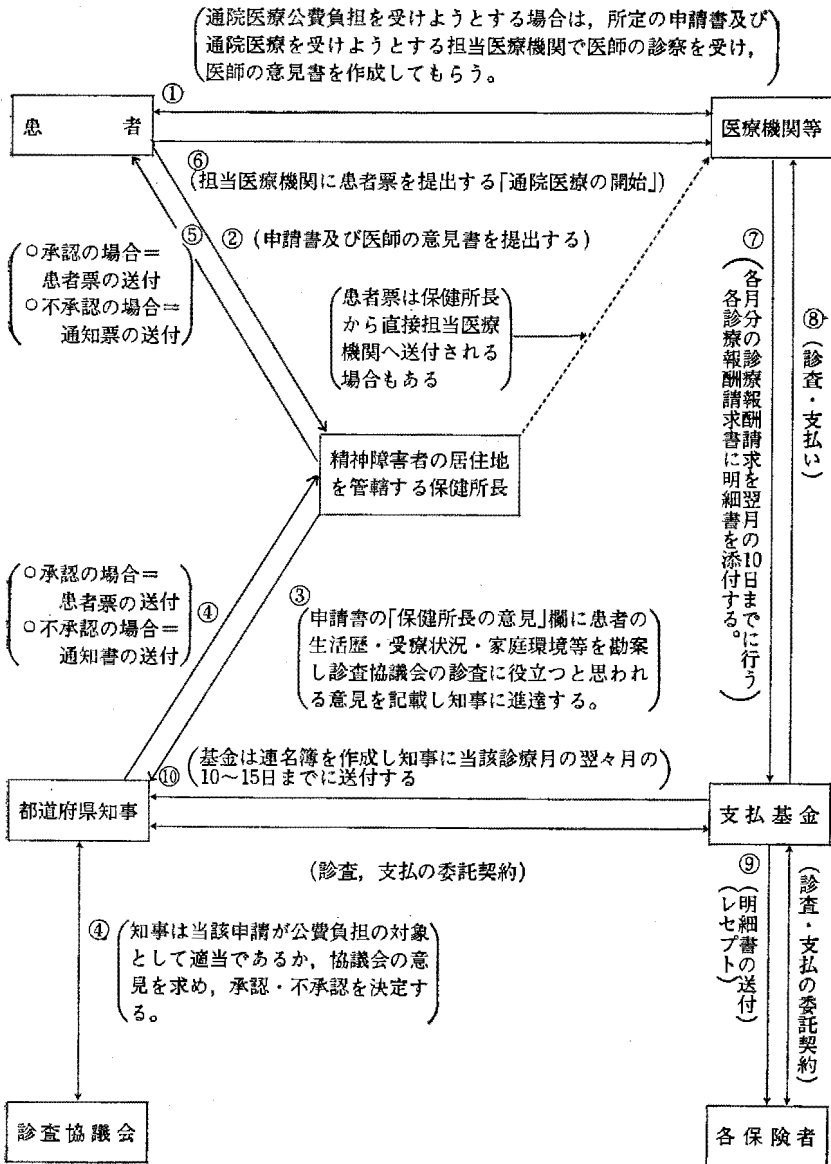 通院医療公費負担を受けようとする場合は，所定の申請書及び
通院医療を受けようとする担当医療機関で医師の診察を受け，
医師の意見書を作成してもらう。
①
患者
医療機関等
⑥
(担当医療機関に患者票を提出する「通院医療の開始」)
⑤
②(申請書及び医師の意見書を提出する)
○承認の場合＝
患者票の送付
○不承認の場合＝
通知票の送付
患者票は保健所長
から直接担当医療
機関へ送付される
場合もある
⑦
各月分の診療報酬請求を翌月の10日までに行う
各診療報酬請求書に明細書を添付する。
⑧
(診査・支払い)
精神障害者の居住地
を管轄する保健所長
○承認の場合＝
患者票の送付
○不承認の場合＝
通知書の送付
④
③
申請書の「保健所長の意見」欄に患者の
生活歴・受療状況・家庭環境等を勘案
し診査協議会の診査に役立つと思われ
る意見を記載し知事に進達する。
⑩
基金は連名簿を作成し知事に当該診療月の翌々月の
10～15日までに送付する
都道府県知事
支払基金
(診査，支払の委託契約)
④
知事は当該申請が公費負担の対象
として適当であるか，協議会の意
見を求め，承認・不承認を決定す
る。
⑨
(明細書の送付)
(レセプト)
(診査・支払の委託契約)
診査協議会
各保険者